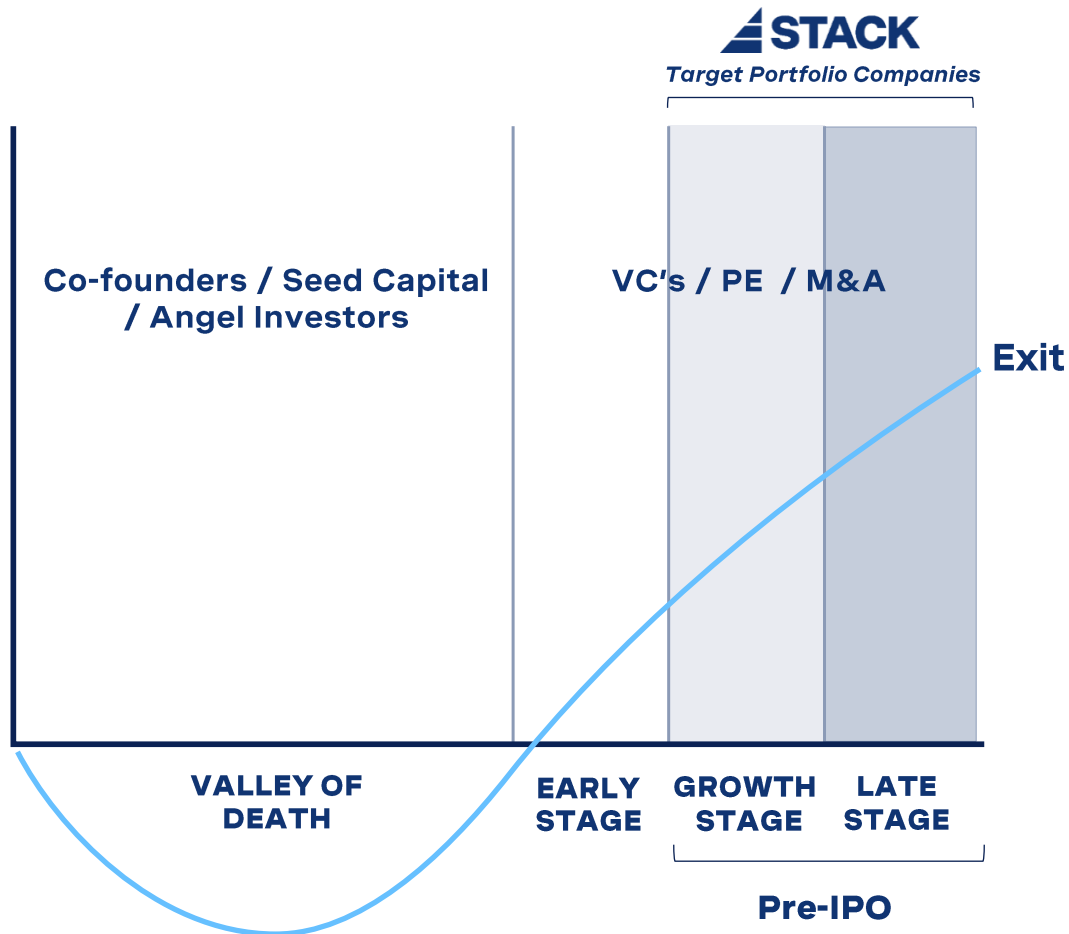 STACK
Target Portfolio Companies
Co-founders / Seed Capital
/ Angel Investors
VC's / PE / M&A
Exit
VALLEY OF
DEATH
EARLY
STAGE
GROWTH
STAGE
LATE
STAGE
Pre-IPO